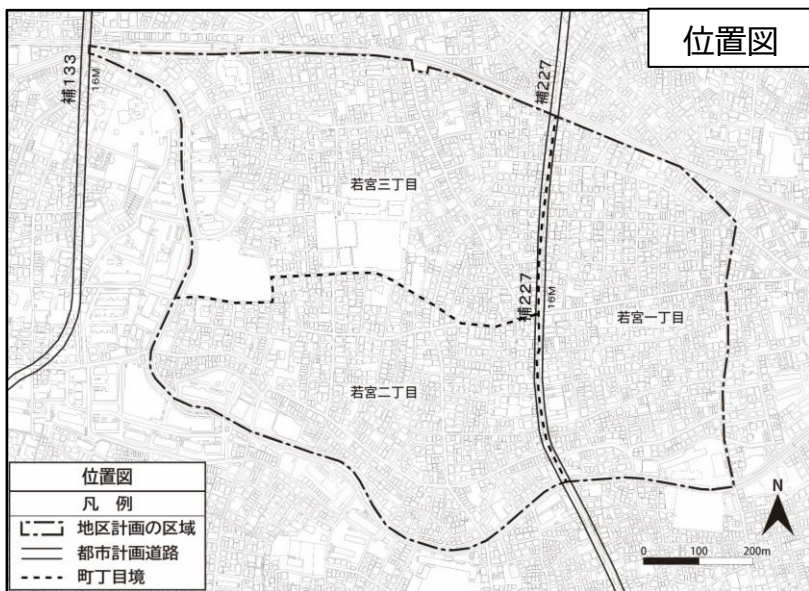 位置図
補133
16M
補227
若宮三丁目
補227
16M
若宮一丁目
若宮二丁目
位置図
凡 例
地区計画の区域
都市計画道路
町丁目境
N
0 100 200m